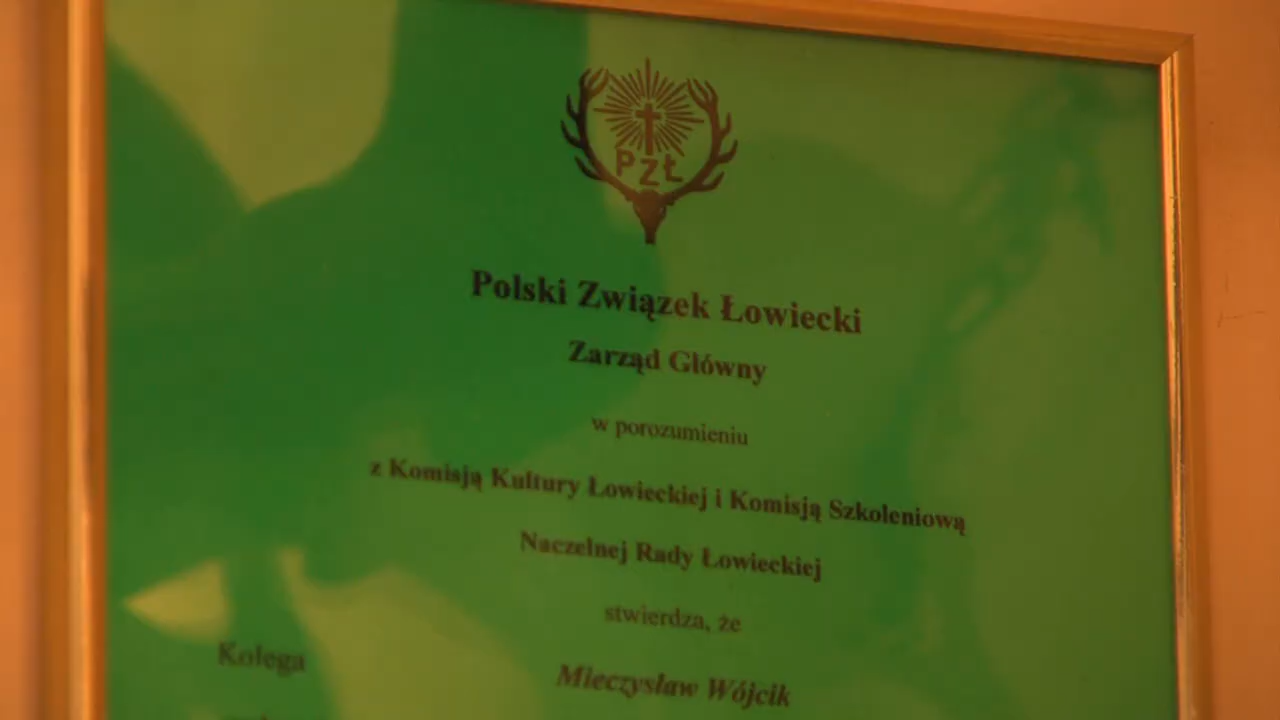 PZŁ
Polski Związek Łowiecki
Zarząd Główny
w porozumieniu
z Komisją Kultury Łowieckiej i Komisją Szkoleniową
Naczelnej Rady Łowieckiej
stwierdza, że
Kolega Mieczysław Wójcik